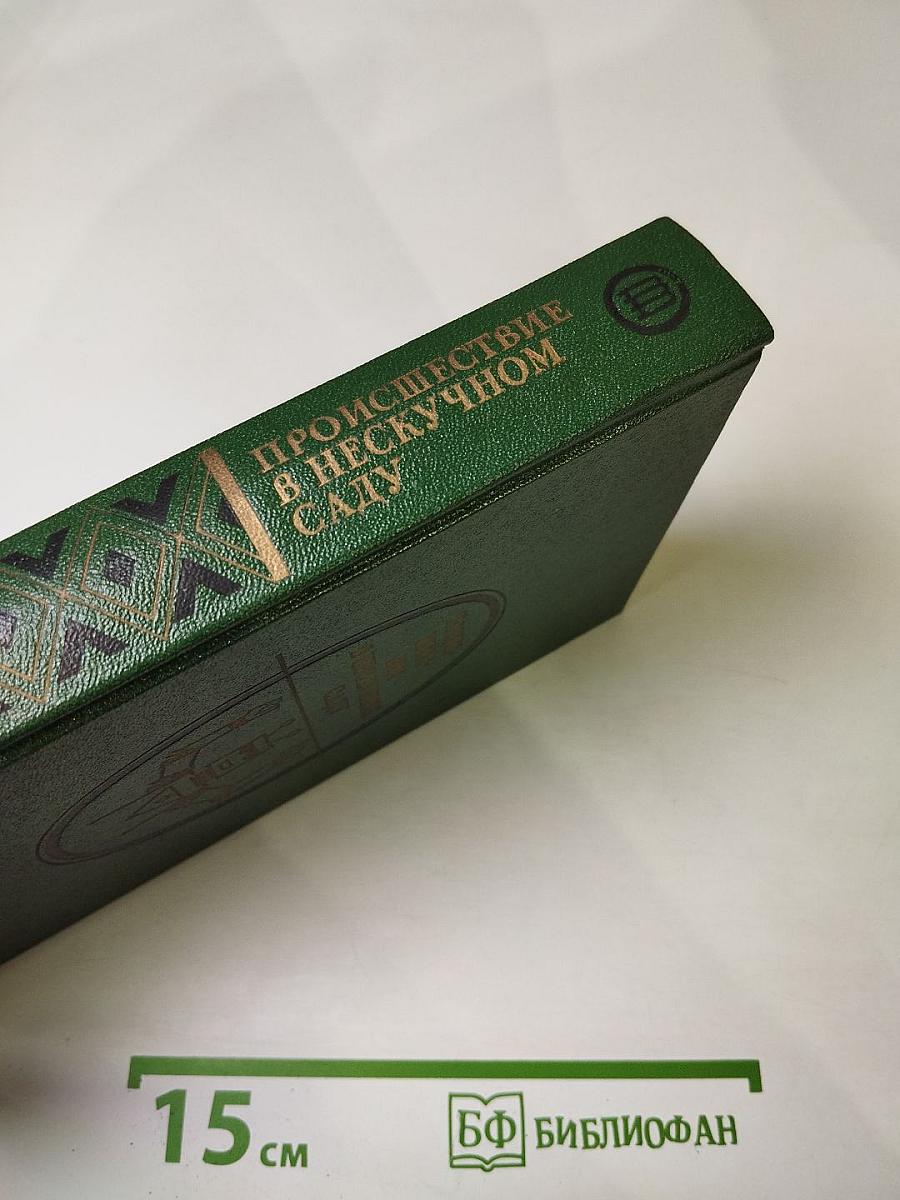 ПРОИСШЕСТВИЕ
В НЕСКУЧНОМ
САДУ
15 см
БФ БИБЛИОФАН